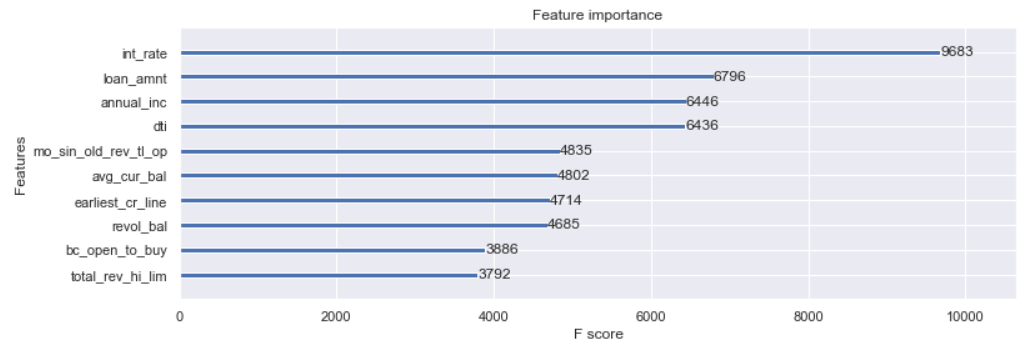 Feature importance
Features
int_rate 9683
loan_amnt 6796
annual_inc 6446
dti 6436
mo_sin_old_rev_tl_op 4835
avg_cur_bal 4802
earliest_cr_line 4714
revol_bal 4685
bc_open_to_buy 3886
total_rev_hi_lim 3792
0 2000 4000 6000 8000 10000
F score